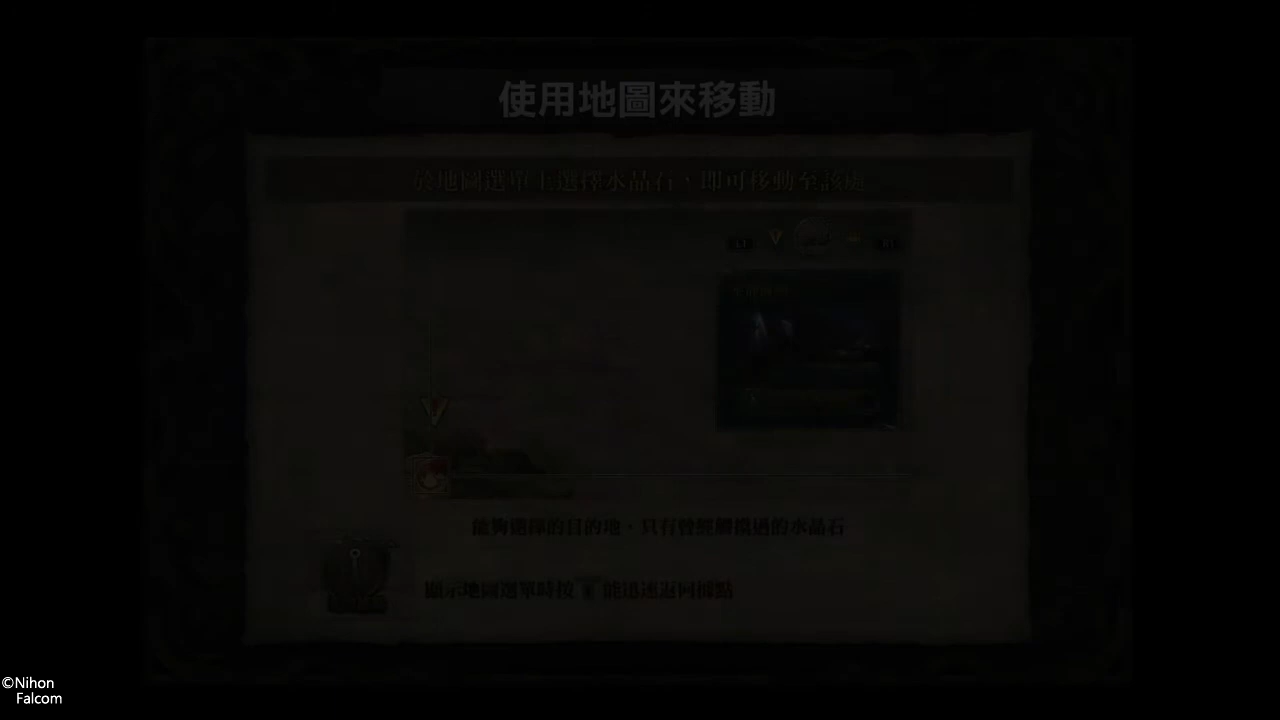 使用地圖來移動
於地圖選單上選擇水晶石，即可移動至該處
L1
R1
能夠選擇的目的地，只有曾經觸摸過的水晶石
顯示地圖選單時按 能迅速返回據點
©Nihon
Falcom